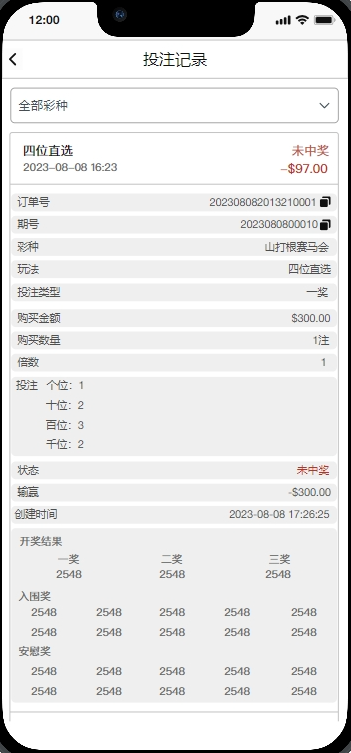 12:00
投注记录
全部彩种
四位直选 未中奖
2023-08-08 16:23 -$97.00
订单号 202308082013210001
期号 2023080800010
彩种 山打根赛马会
玩法 四位直选
投注类型 一奖
购买金额 $300.00
购买数量 1注
倍数 1
投注 个位：1
十位：2
百位：3
千位：2
状态 未中奖
输赢 -$300.00
创建时间 2023-08-08 17:26:25
开奖结果
一奖 二奖 三奖
2548 2548 2548
入围奖
2548 2548 2548 2548 2548
2548 2548 2548 2548 2548
安慰奖
2548 2548 2548 2548 2548
2548 2548 2548 2548 2548